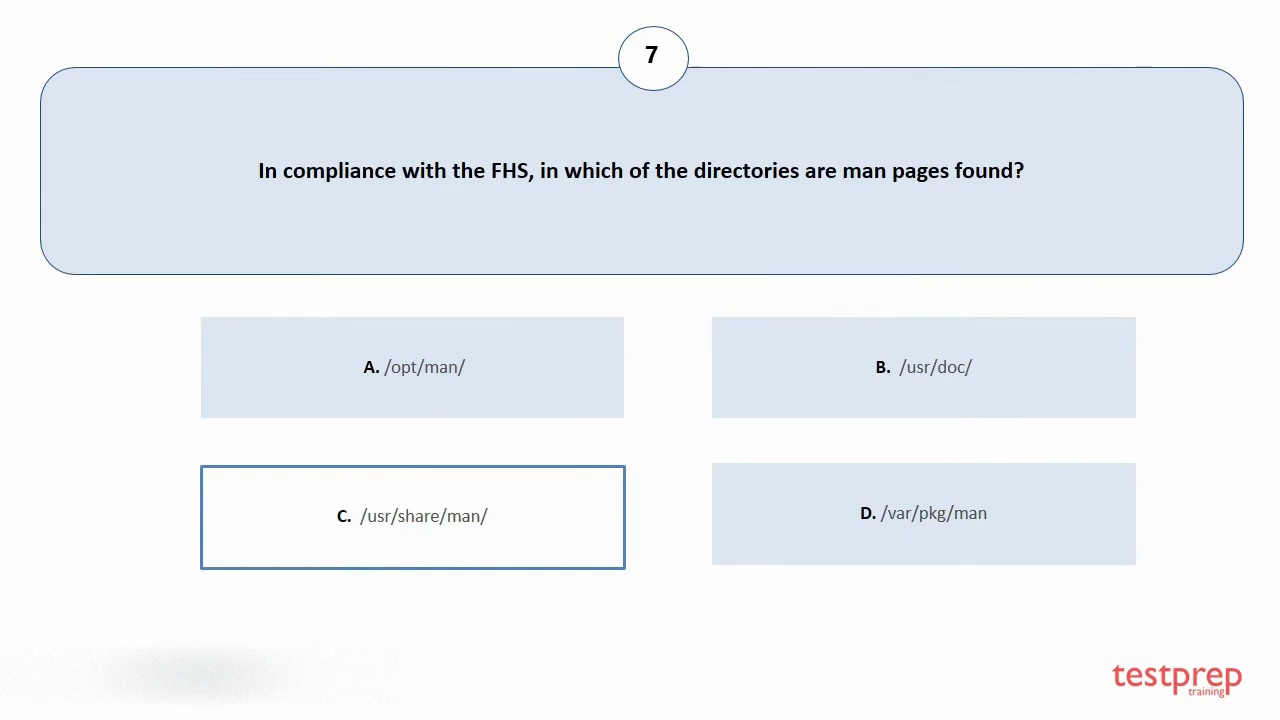 7
In compliance with the FHS, in which of the directories are man pages found?
A. /opt/man/
B. /usr/doc/
C. /usr/share/man/
D. /var/pkg/man
testprep
training